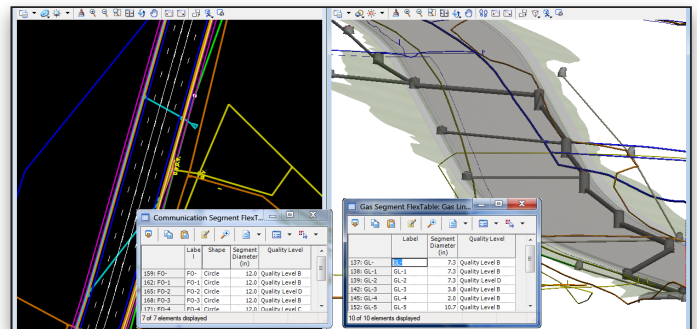 Communication Segment FlexT...
Labe
l
Shape
Segment
Diameter
(in)
Quality Level
159: FO- FO- Circle 12.0 Quality Level B
160: FO-1 FO-1 Circle 12.0 Quality Level B
165: FO-2 FO-2 Circle 12.0 Quality Level D
168: FO-3 FO-3 Circle 12.0 Quality Level B
171: FO-4 FO-4 Circle 12.0 Quality Level C
7 of 7 elements displayed
Gas Segment FlexTable: Gas Lin...
Label
Segment
Diameter
(in)
Quality Level
137: GL- GL- 7.3 Quality Level B
138: GL-1 GL-1 7.3 Quality Level B
139: GL-2 GL-2 7.3 Quality Level D
142: GL-3 GL-3 3.8 Quality Level B
145: GL-4 GL-4 2.0 Quality Level B
152: GL-5 GL-5 10.7 Quality Level B
10 of 10 elements displayed